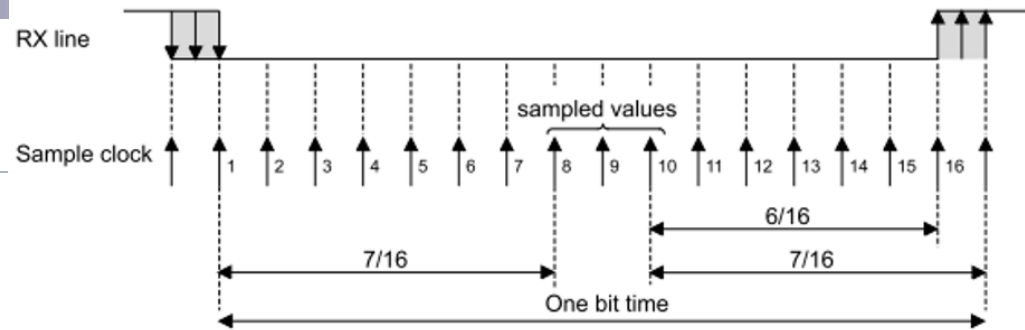 RX line
sampled values
Sample clock
1 2 3 4 5 6 7 8 9 10 11 12 13 14 15 16
6/16
7/16 7/16
One bit time